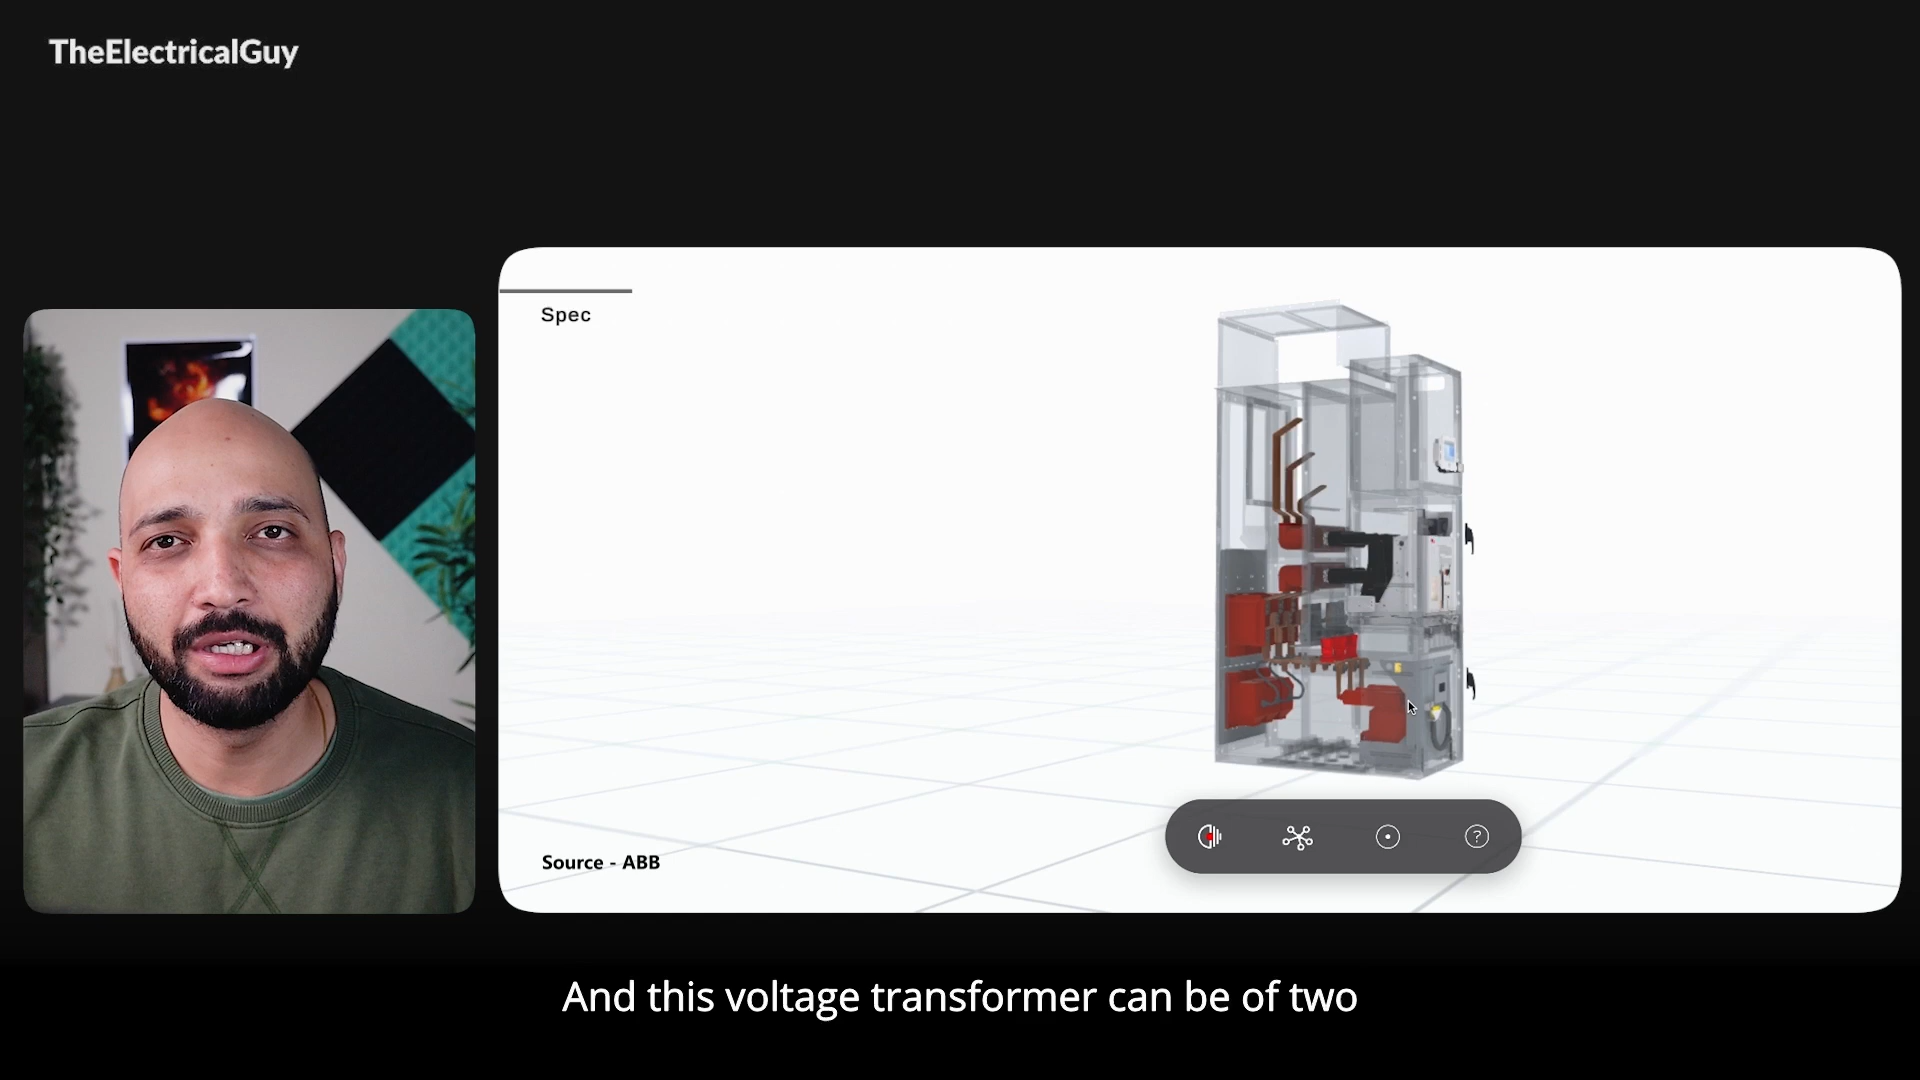 TheElectricalGuy
Spec
Source - ABB
And this voltage transformer can be of two